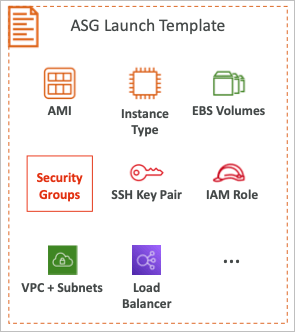 ASG Launch Template
AMI
Instance
Type
EBS Volumes
Security
Groups
SSH Key Pair
IAM Role
VPC + Subnets
Load
Balancer
...